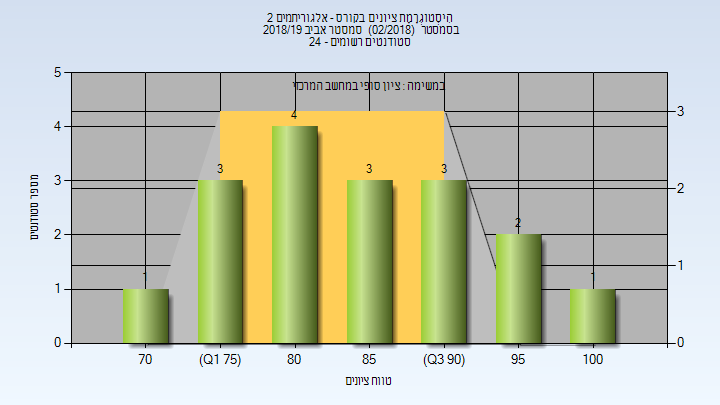 היסטוגרמת ציונים בקורס - אלגוריתמים 2
בסמסטר (02/2018) סמסטר אביב 2018/19
סטודנטים רשומים - 24
במשימה : ציון סופי במחשב המרכזי
מספר סטודנטים
5
4
3
2
1
0
3
2
1
0
1
3
4
3
3
2
1
70
(Q1 75)
80
85
(Q3 90)
95
100
טווח ציונים